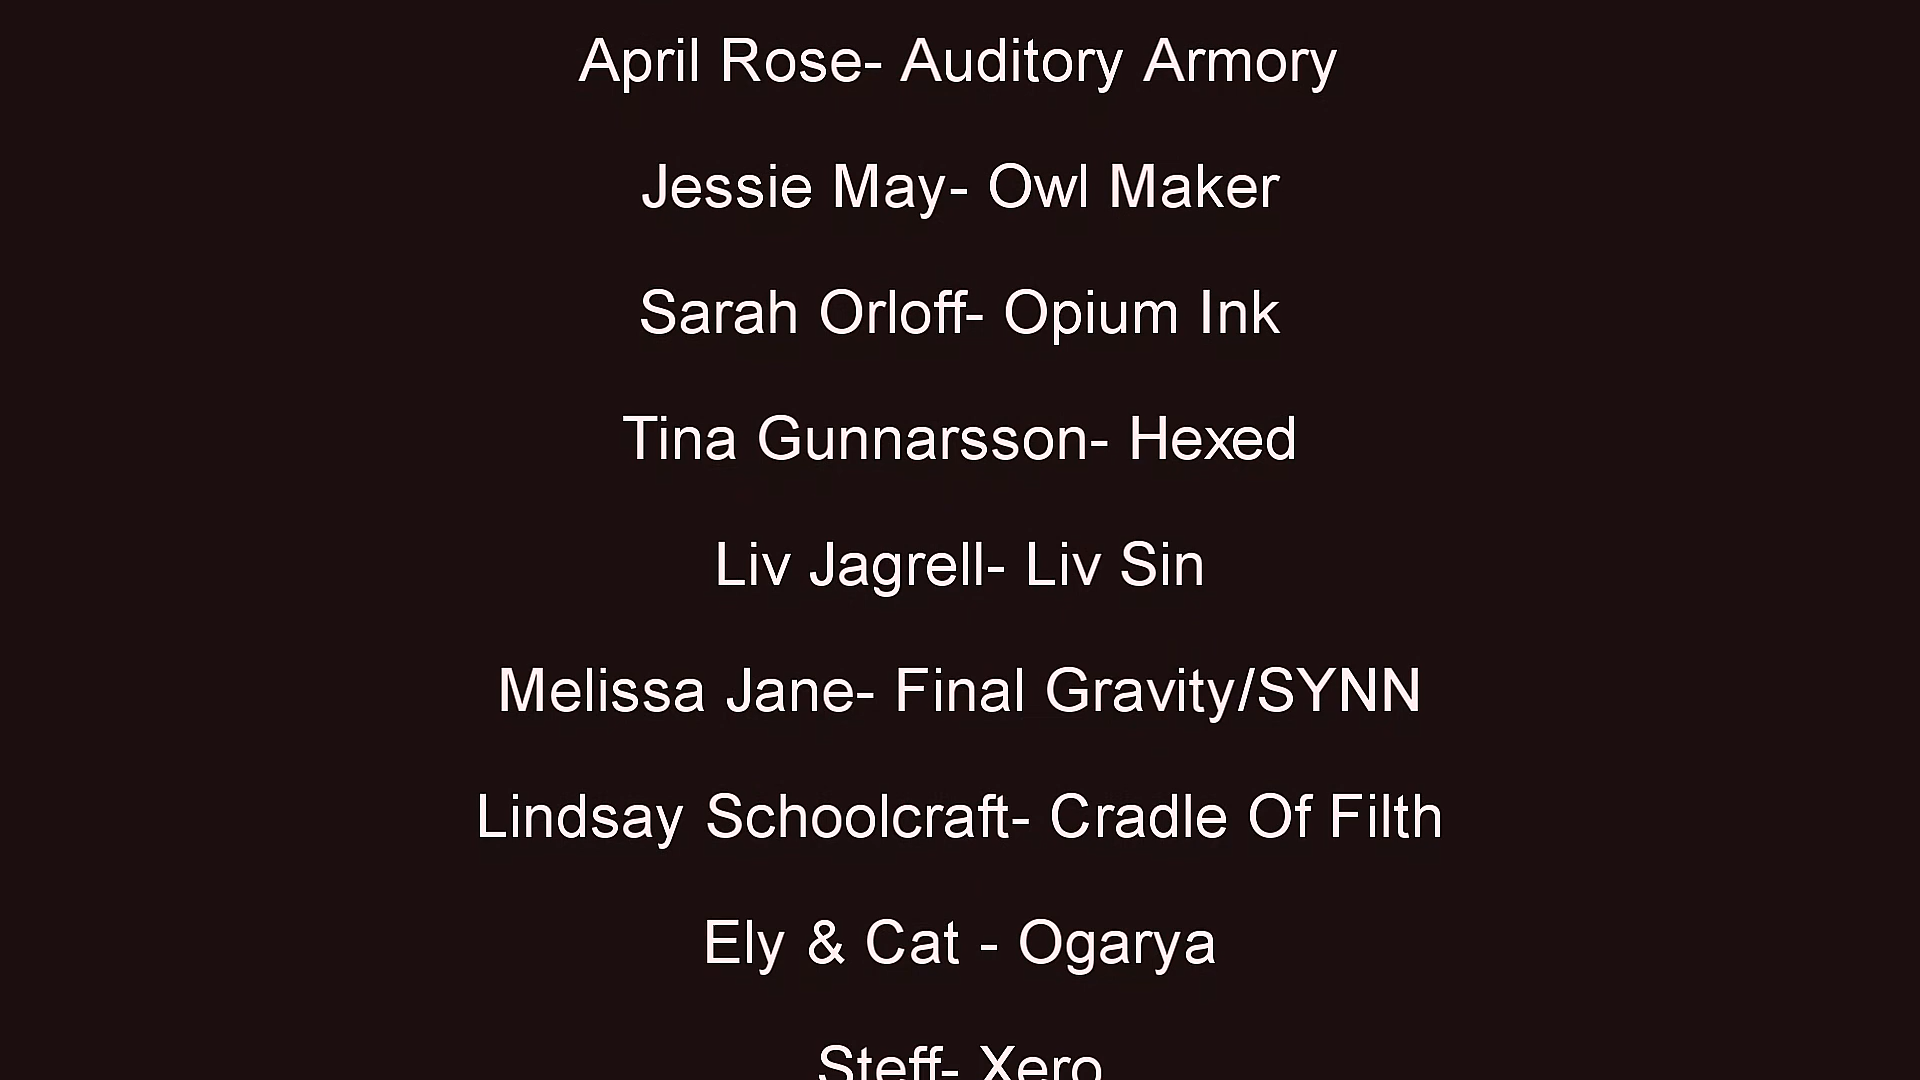 April Rose- Auditory Armory
Jessie May- Owl Maker
Sarah Orloff- Opium Ink
Tina Gunnarsson- Hexed
Liv Jagrell- Liv Sin
Melissa Jane- Final Gravity/SYNN
Lindsay Schoolcraft- Cradle Of Filth
Ely & Cat - Ogarya
Steff- Xero